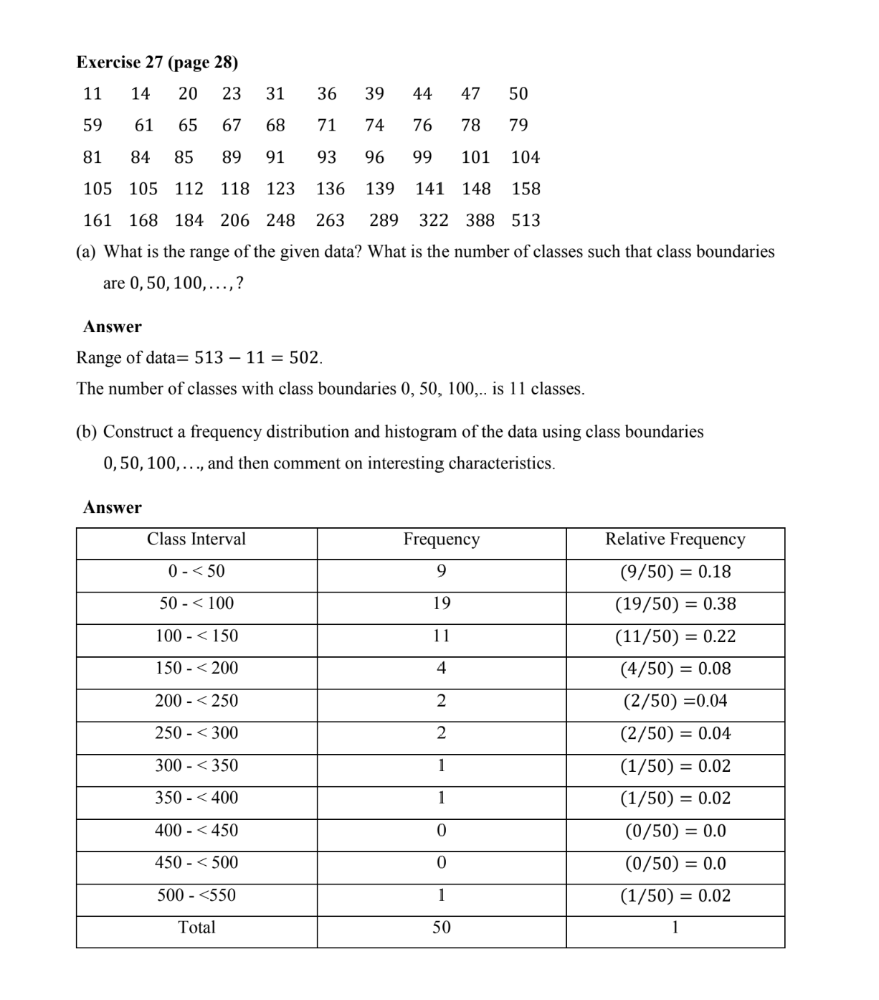 Exercise 27 (page 28)
11 14 20 23 31 36 39 44 47 50
59 61 65 67 68 71 74 76 78 79
81 84 85 89 91 93 96 99 101 104
105 105 112 118 123 136 139 141 148 158
161 168 184 206 248 263 289 322 388 513
(a) What is the range of the given data? What is the number of classes such that class boundaries
are 0, 50, 100, . . . , ?
Answer
Range of data= 513 − 11 = 502.
The number of classes with class boundaries 0, 50, 100,.. is 11 classes.
(b) Construct a frequency distribution and histogram of the data using class boundaries
0, 50, 100, . . ., and then comment on interesting characteristics.
Answer
Class Interval Frequency Relative Frequency
0 - < 50 9 (9/50) = 0.18
50 - < 100 19 (19/50) = 0.38
100 - < 150 11 (11/50) = 0.22
150 - < 200 4 (4/50) = 0.08
200 - < 250 2 (2/50) =0.04
250 - < 300 2 (2/50) = 0.04
300 - < 350 1 (1/50) = 0.02
350 - < 400 1 (1/50) = 0.02
400 - < 450 0 (0/50) = 0.0
450 - < 500 0 (0/50) = 0.0
500 - <550 1 (1/50) = 0.02
Total 50 1